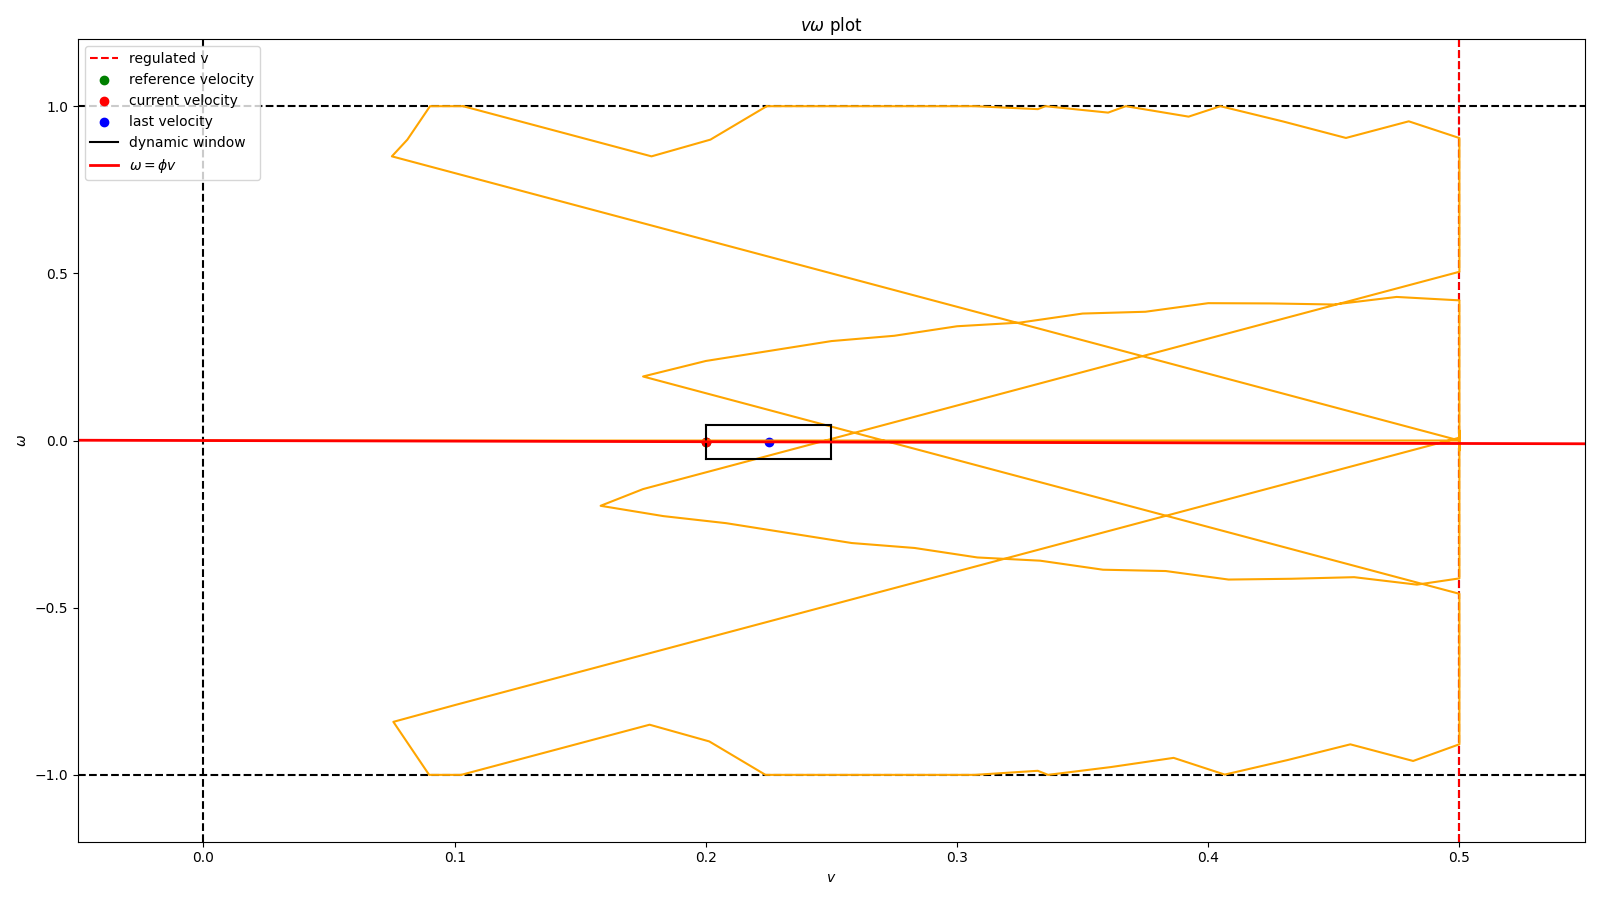 vω plot
regulated v
reference velocity
current velocity
last velocity
dynamic window
ω = ϕv
1.0
0.5
0.0
−0.5
−1.0
ω
0.0 0.1 0.2 0.3 0.4 0.5
v